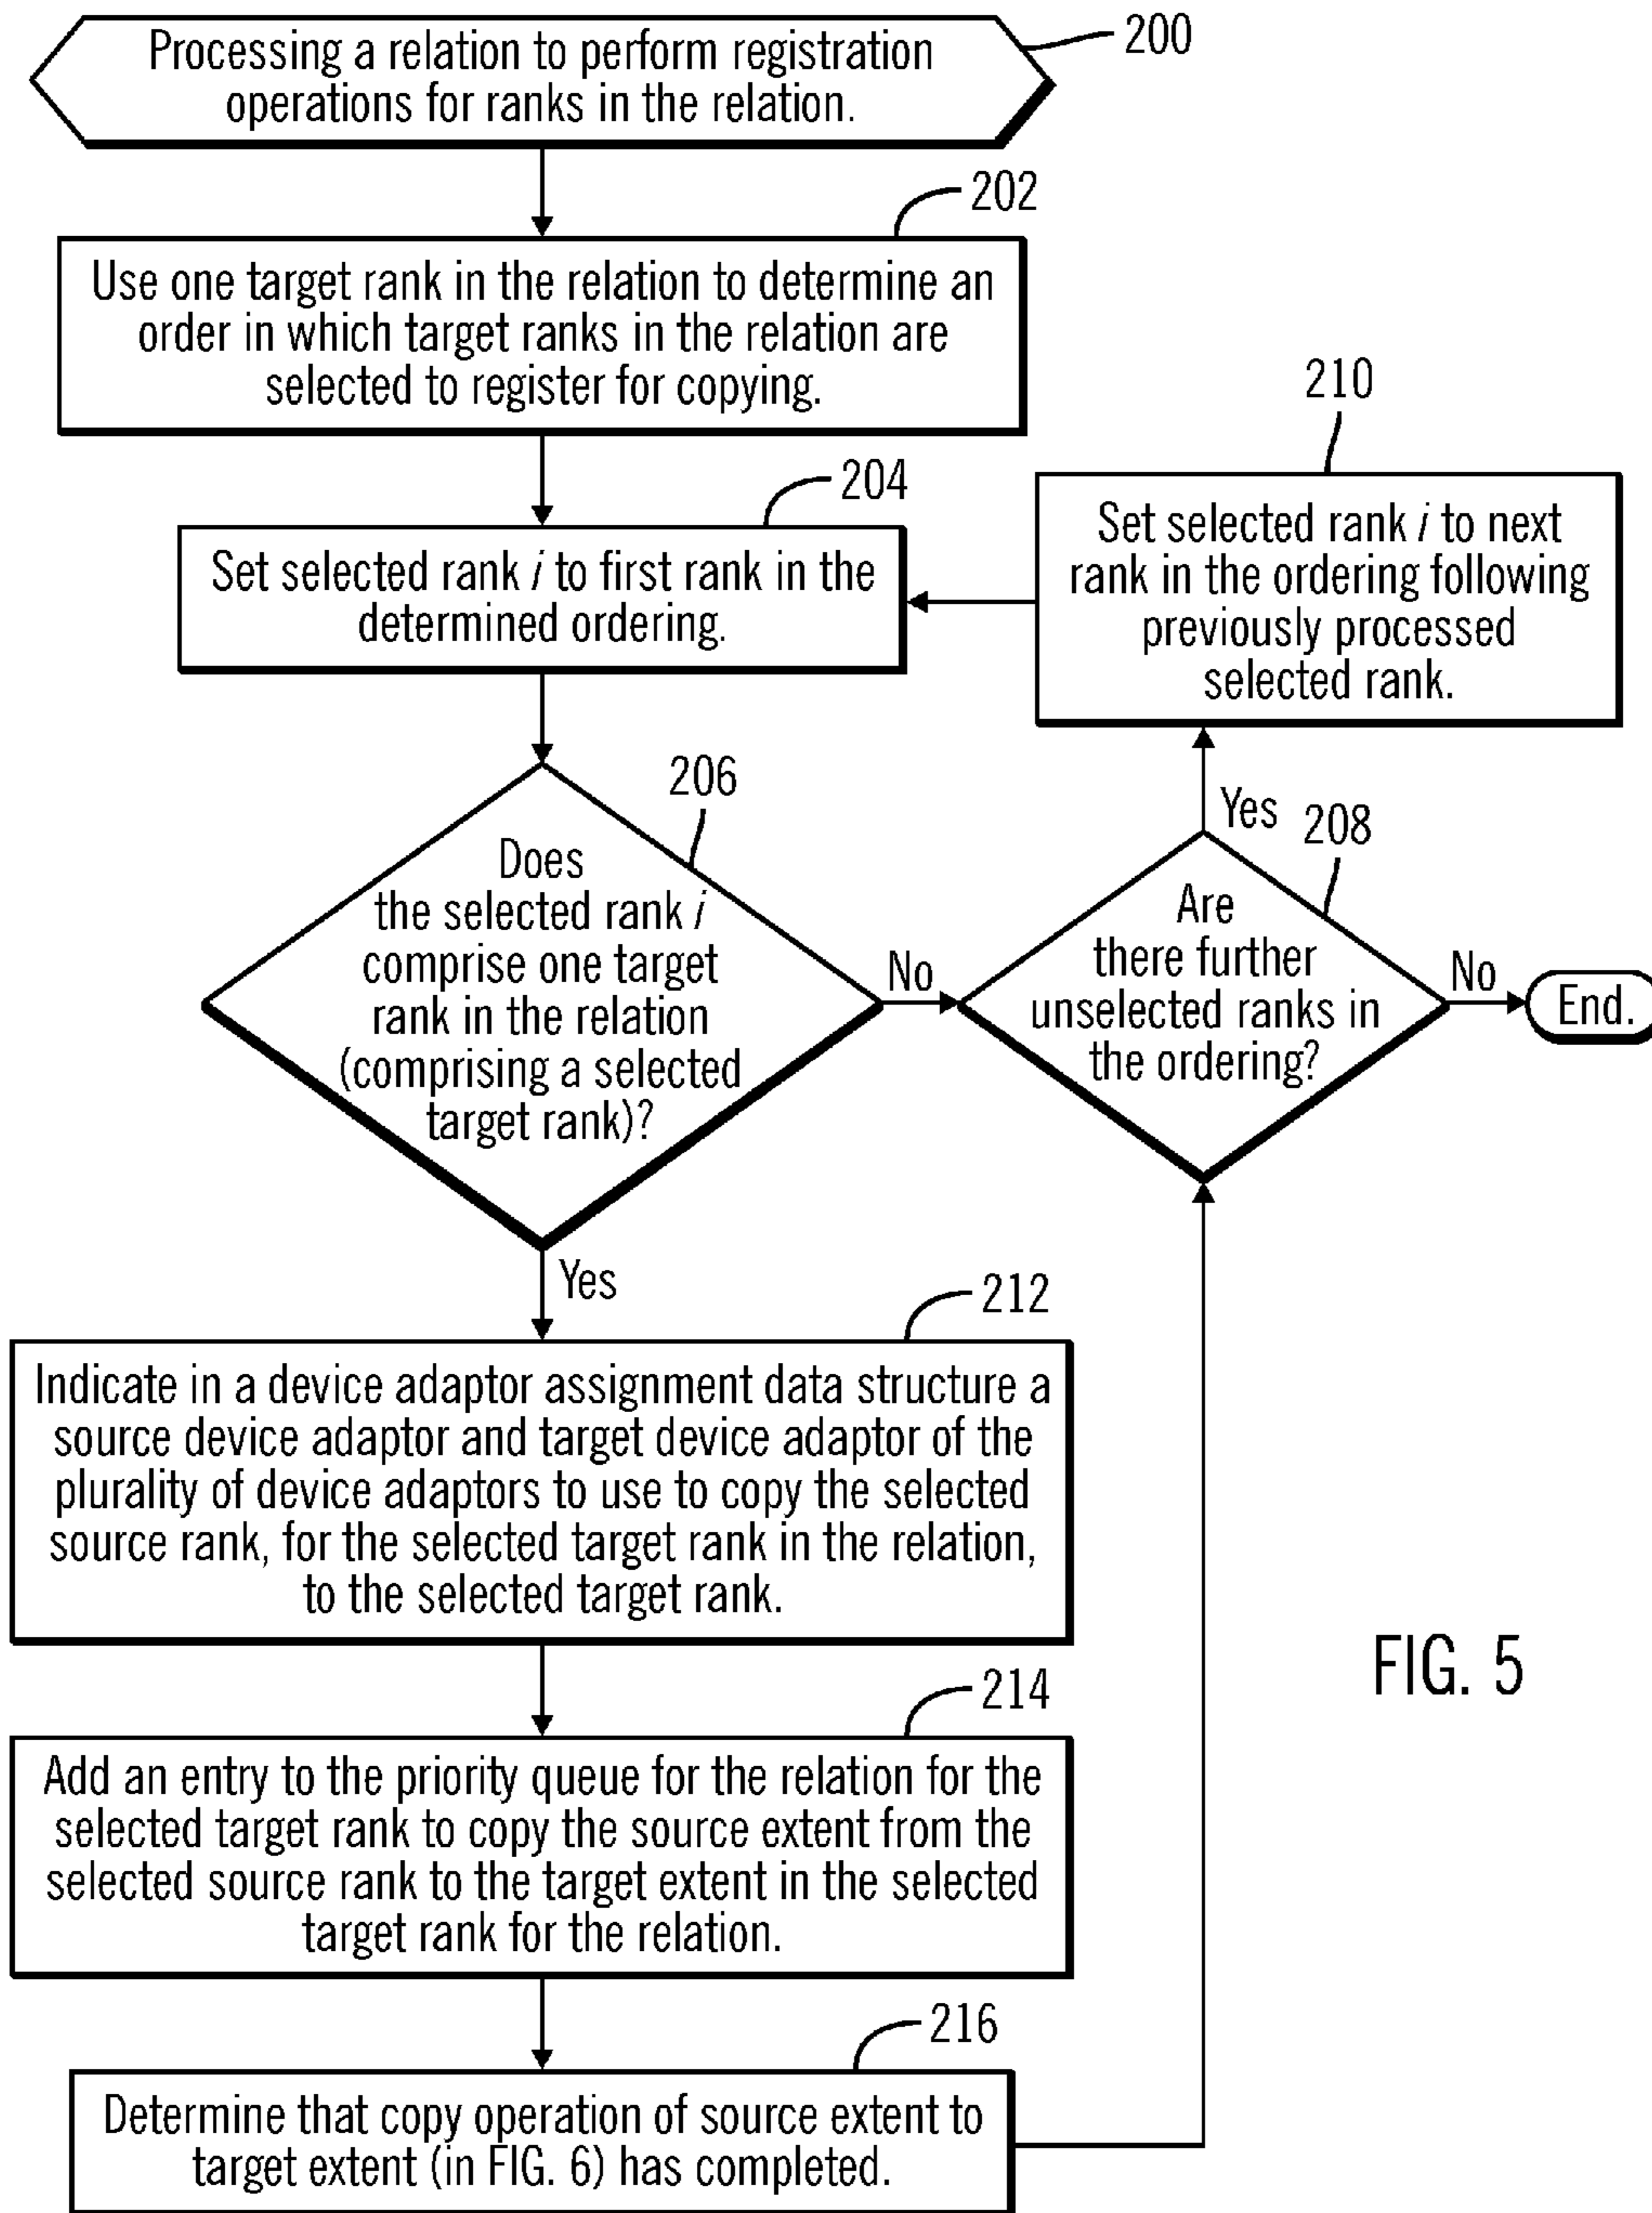 Processing a relation to perform registration
operations for ranks in the relation.
200
202
Use one target rank in the relation to determine an
order in which target ranks in the relation are
selected to register for copying.
204
Set selected rank i to first rank in the
determined ordering.
210
Set selected rank i to next
rank in the ordering following
previously processed
selected rank.
206
Does
the selected rank i
comprise one target
rank in the relation
(comprising a selected
target rank)?
No
Yes
208
Are
there further
unselected ranks in
the ordering?
Yes
No
End.
212
Indicate in a device adaptor assignment data structure a
source device adaptor and target device adaptor of the
plurality of device adaptors to use to copy the selected
source rank, for the selected target rank in the relation,
to the selected target rank.
214
Add an entry to the priority queue for the relation for the
selected target rank to copy the source extent from the
selected source rank to the target extent in the selected
target rank for the relation.
216
Determine that copy operation of source extent to
target extent (in FIG. 6) has completed.
FIG. 5